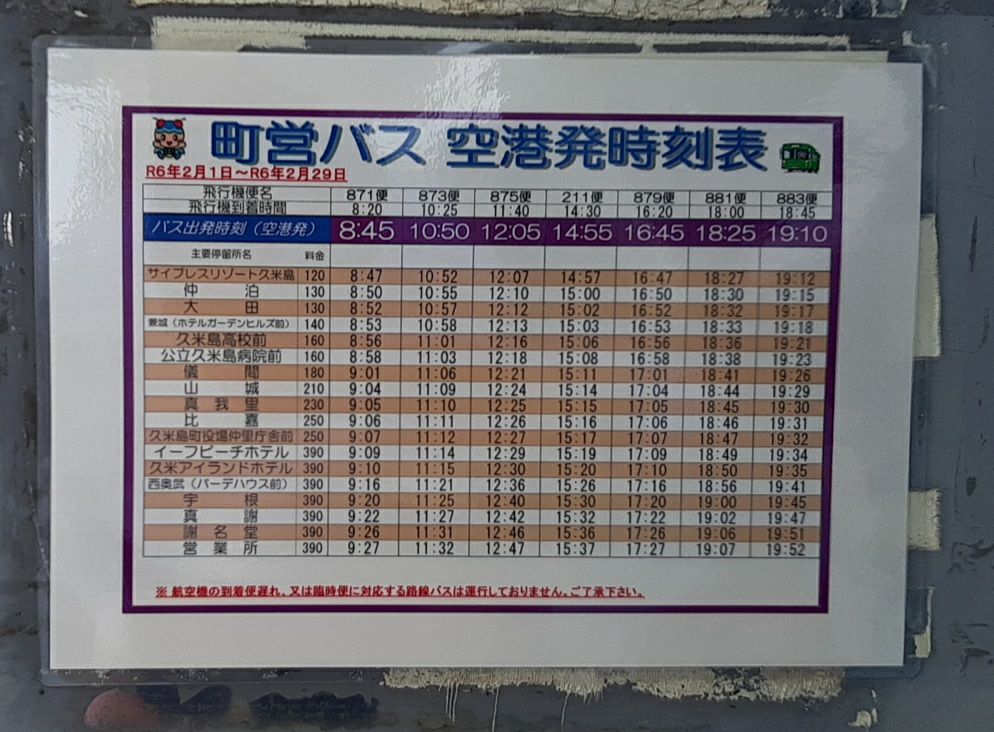 町営バス 空港発時刻表
R6年2月1日～R6年2月29日
飛行機便名 871便 873便 875便 211便 879便 881便 883便
飛行機到着時間 8:20 10:25 11:40 14:30 16:20 18:00 18:45
バス出発時刻（空港発） 8:45 10:50 12:05 14:55 16:45 18:25 19:10
主要停留所名 料金
サイプレスリゾート久米島 120 8:47 10:52 12:07 14:57 16:47 18:27 19:12
仲泊 130 8:50 10:55 12:10 15:00 16:50 18:30 19:15
大田 130 8:52 10:57 12:12 15:02 16:52 18:32 19:17
兼城（ホテルガーデンヒルズ前） 140 8:53 10:58 12:13 15:03 16:53 18:33 19:18
久米島高校前 160 8:56 11:01 12:16 15:06 16:56 18:36 19:21
公立久米島病院前 160 8:58 11:03 12:18 15:08 16:58 18:38 19:23
儀間 180 9:01 11:06 12:21 15:11 17:01 18:41 19:26
山城 210 9:04 11:09 12:24 15:14 17:04 18:44 19:29
真我里 230 9:05 11:10 12:25 15:15 17:05 18:45 19:30
比嘉 250 9:06 11:11 12:26 15:16 17:06 18:46 19:31
久米島町役場仲里庁舎前 250 9:07 11:12 12:27 15:17 17:07 18:47 19:32
イーフビーチホテル 390 9:09 11:14 12:29 15:19 17:09 18:49 19:34
久米アイランドホテル 390 9:10 11:15 12:30 15:20 17:10 18:50 19:35
西奥武（バーデハウス前） 390 9:16 11:21 12:36 15:26 17:16 18:56 19:41
宇根 390 9:20 11:25 12:40 15:30 17:20 19:00 19:45
真謝 390 9:22 11:27 12:42 15:32 17:22 19:02 19:47
謝名堂 390 9:26 11:31 12:46 15:36 17:26 19:06 19:51
営業所 390 9:27 11:32 12:47 15:37 17:27 19:07 19:52
※ 航空機の到着便遅れ、又は臨時便に対応する路線バスは運行しておりません。ご了承下さい。